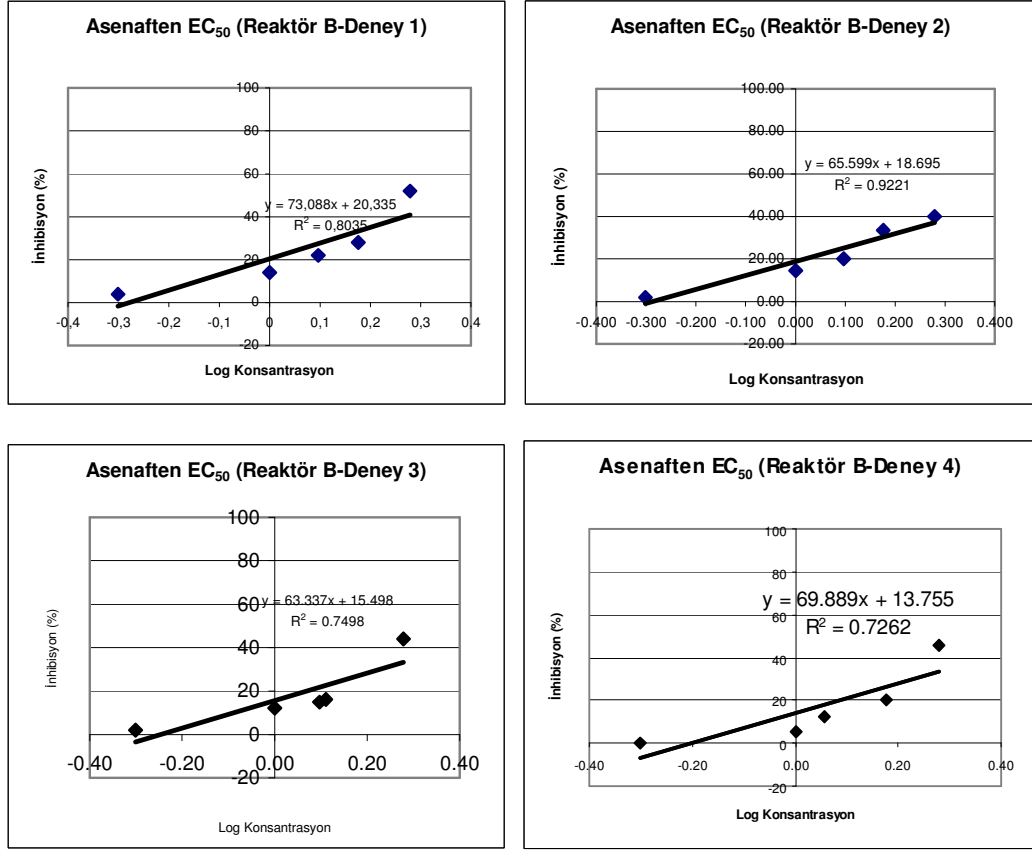 Asenaften EC50 (Reaktör B-Deney 1)
100
80
60
40
20
0
-20
-0,4 -0,3 -0,2 -0,1 0 0,1 0,2 0,3 0,4
y = 73,088x + 20,335
R2 = 0,8035
İnhibisyon (%)
Log Konsantrasyon
Asenaften EC50 (Reaktör B-Deney 2)
100.00
80.00
60.00
40.00
20.00
0.00
-20.00
-0.400 -0.300 -0.200 -0.100 0.000 0.100 0.200 0.300 0.400
y = 65.599x + 18.695
R2 = 0.9221
İnhibisyon (%)
Log Konsantrasyon
Asenaften EC50 (Reaktör B-Deney 3)
100
80
60
40
20
0
-20
-0.40 -0.20 0.00 0.20 0.40
y = 63.337x + 15.498
R2 = 0.7498
İnhibisyon (%)
Log Konsantrasyon
Asenaften EC50 (Reaktör B-Deney 4)
100
80
60
40
20
0
-20
-0.40 -0.20 0.00 0.20 0.40
y = 69.889x + 13.755
R2 = 0.7262
İnhibisyon (%)
Log Konsantrasyon